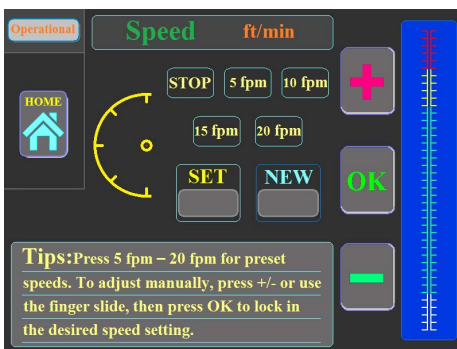 Operational
Speed ft/min
HOME
STOP 5 fpm 10 fpm
15 fpm 20 fpm
SET NEW
OK
Tips:Press 5 fpm – 20 fpm for preset
speeds. To adjust manually, press +/- or use
the finger slide, then press OK to lock in
the desired speed setting.